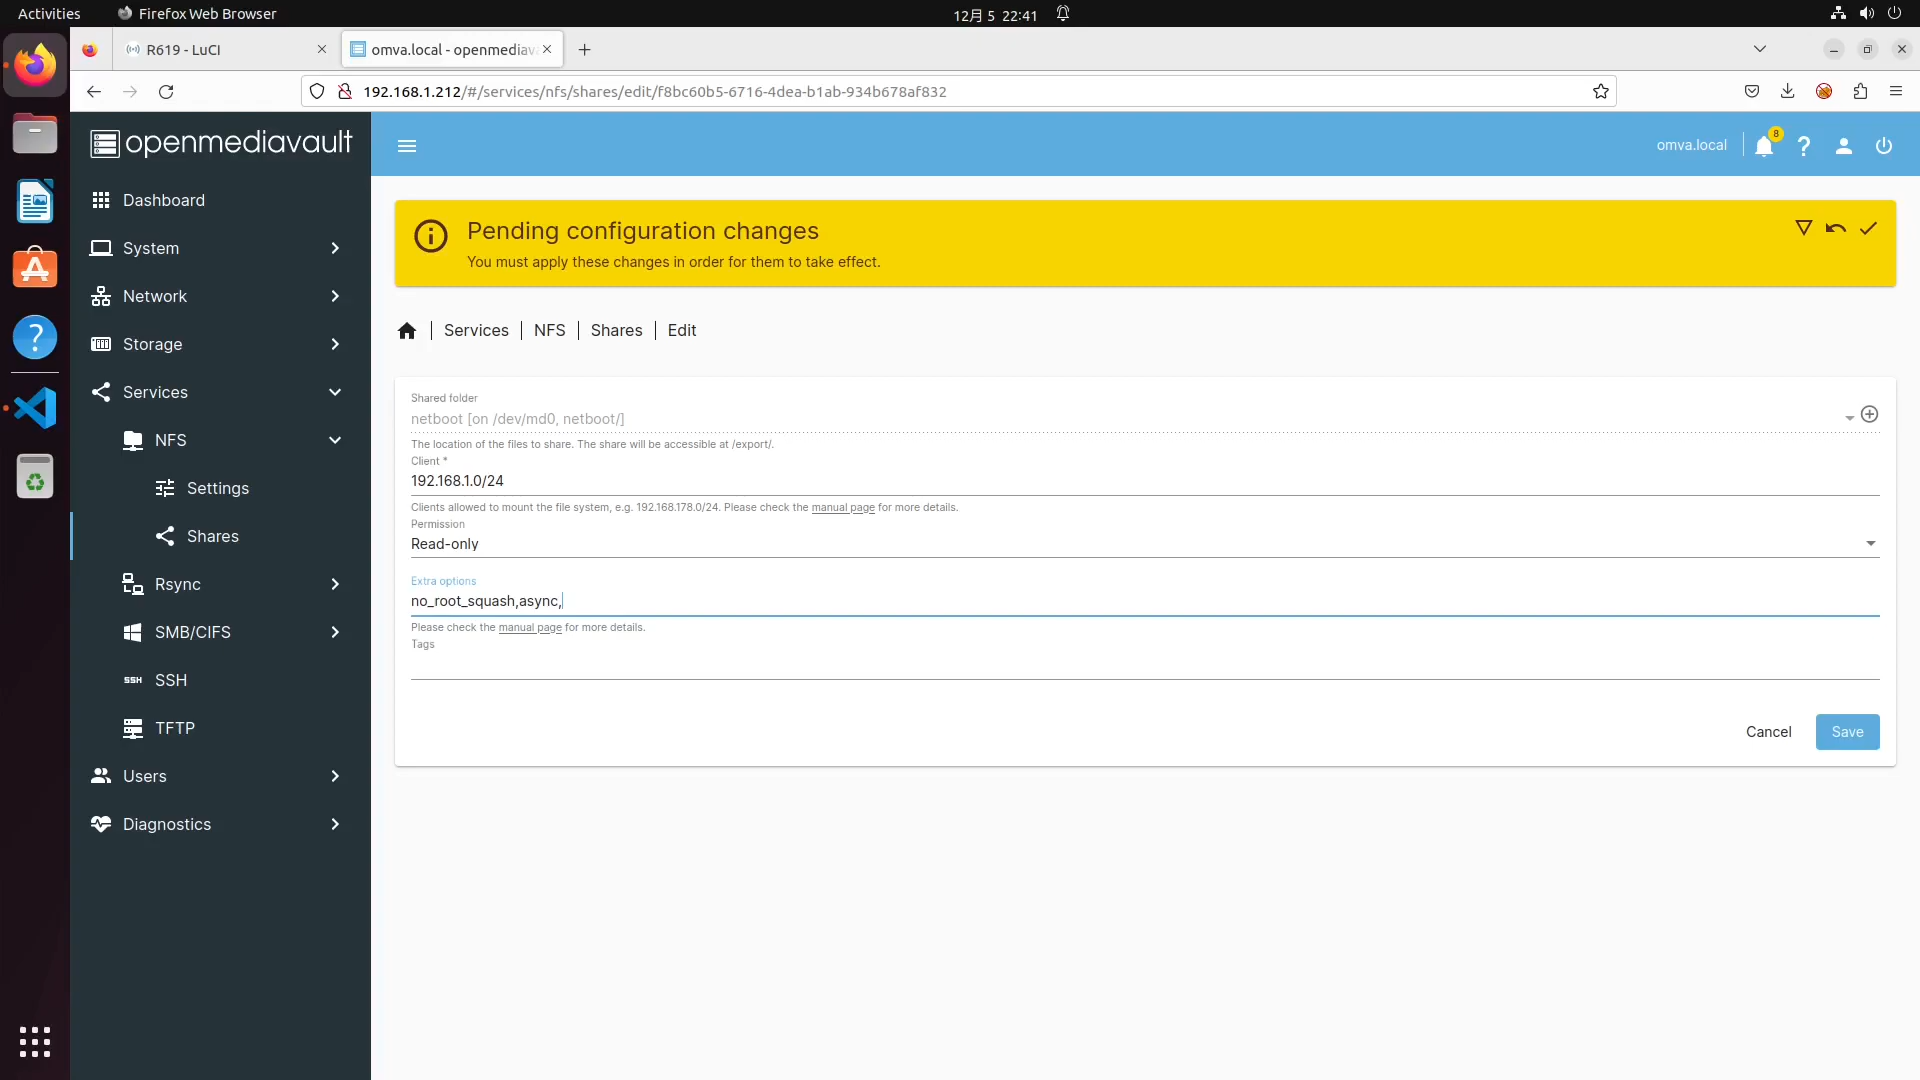 Activities
Firefox Web Browser
12月 5 22:41
R619 - LuCI
omva.local - openmediav
192.168.1.212/#/services/nfs/shares/edit/f8bc60b5-6716-4dea-b1ab-934b678af832
openmediavault
omva.local
8
Dashboard
System
Network
Storage
Services
NFS
Settings
Shares
Rsync
SMB/CIFS
SSH
SSH
TFTP
Users
Diagnostics
Pending configuration changes
You must apply these changes in order for them to take effect.
Services | NFS | Shares | Edit
Shared folder
netboot [on /dev/md0, netboot/]
The location of the files to share. The share will be accessible at /export/.
Client *
192.168.1.0/24
Clients allowed to mount the file system, e.g. 192.168.178.0/24. Please check the manual page for more details.
Permission
Read-only
Extra options
no_root_squash,async,
Please check the manual page for more details.
Tags
Cancel
Save